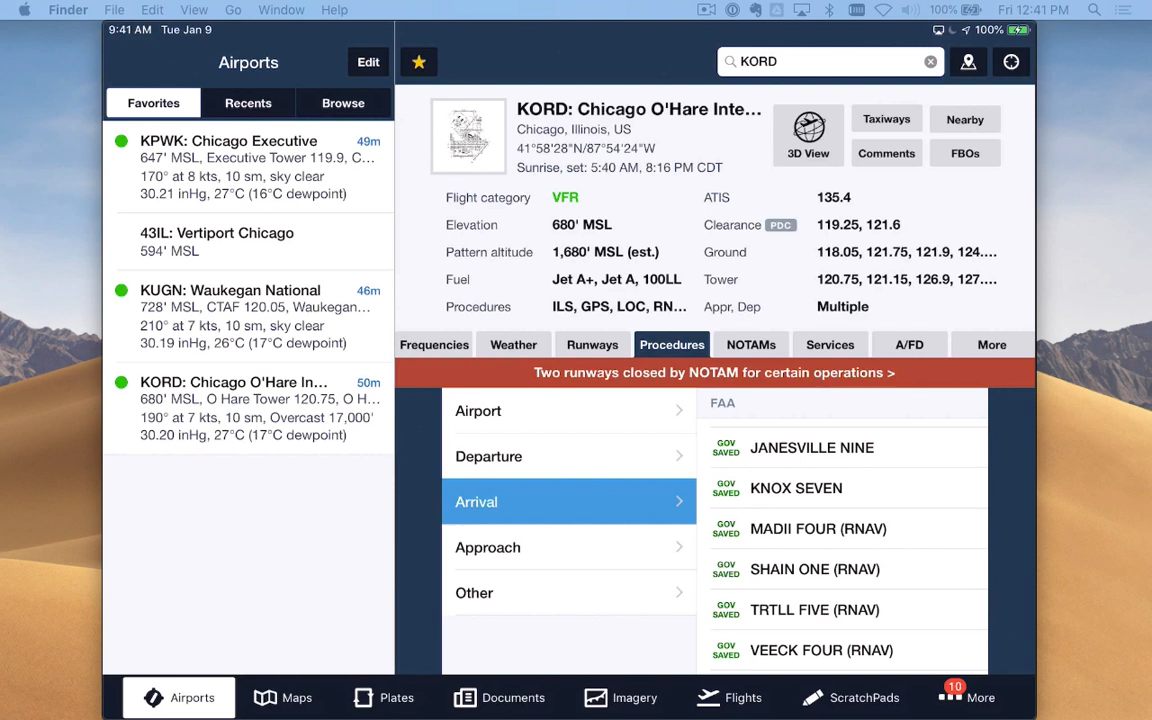 Finder File Edit View Go Window Help 100% Fri 12:41 PM
9:41 AM Tue Jan 9 100%
Airports
Edit
KORD
Favorites Recents Browse
KPWK: Chicago Executive 49m
647' MSL, Executive Tower 119.9, C...
170° at 8 kts, 10 sm, sky clear
30.21 inHg, 27°C (16°C dewpoint)
43IL: Vertiport Chicago
594' MSL
KUGN: Waukegan National 46m
728' MSL, CTAF 120.05, Waukegan...
210° at 7 kts, 10 sm, sky clear
30.19 inHg, 26°C (17°C dewpoint)
KORD: Chicago O'Hare In... 50m
680' MSL, O Hare Tower 120.75, O H...
190° at 7 kts, 10 sm, Overcast 17,000'
30.20 inHg, 27°C (17°C dewpoint)
KORD: Chicago O'Hare Inte...
Chicago, Illinois, US
41°58'28"N/87°54'24"W
Sunrise, set: 5:40 AM, 8:16 PM CDT
3D View
Taxiways Nearby
Comments FBOs
Flight category VFR ATIS 135.4
Elevation 680' MSL Clearance PDC 119.25, 121.6
Pattern altitude 1,680' MSL (est.) Ground 118.05, 121.75, 121.9, 124....
Fuel Jet A+, Jet A, 100LL Tower 120.75, 121.15, 126.9, 127....
Procedures ILS, GPS, LOC, RN... Appr, Dep Multiple
Frequencies Weather Runways Procedures NOTAMs Services A/FD More
Two runways closed by NOTAM for certain operations >
Airport
Departure
Arrival
Approach
Other
FAA
GOV SAVED JANESVILLE NINE
GOV SAVED KNOX SEVEN
GOV SAVED MADII FOUR (RNAV)
GOV SAVED SHAIN ONE (RNAV)
GOV SAVED TRTLL FIVE (RNAV)
GOV SAVED VEECK FOUR (RNAV)
Airports Maps Plates Documents Imagery Flights ScratchPads 10 More